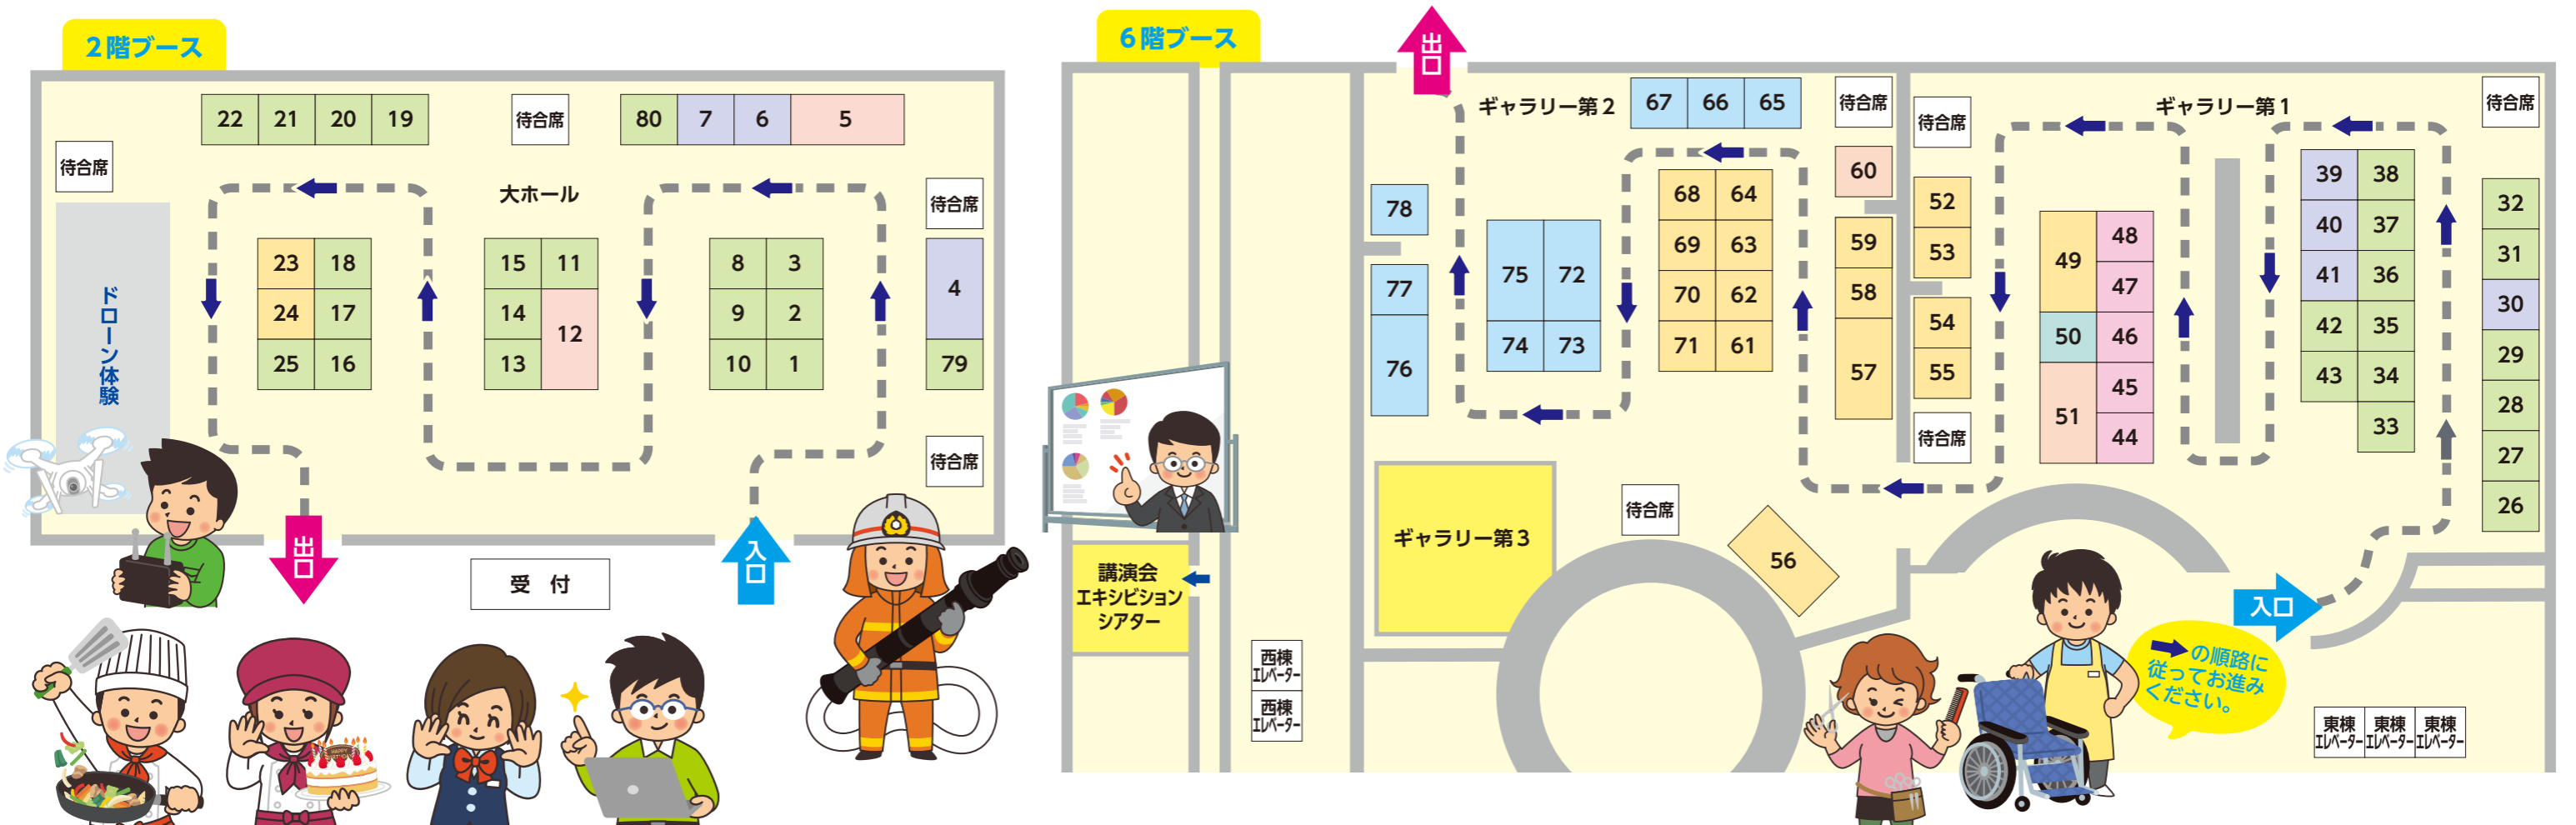 2階ブース
22 21 20 19
待合席
80 7 6 5
待合席
大ホール
待合席
23 18
24 17
25 16
15 11
14
12
13
8 3
9 2
10 1
4
79
待合席
ドローン体験
出口
受 付
入口
6階ブース
出口
ギャラリー第2
67 66 65
待合席
60
78
77
76
75 72
74 73
68 64
69 63
70 62
71 61
59
58
57
ギャラリー第3
待合席
56
講演会
エキシビション
シアター
西棟
エレベーター
西棟
エレベーター
ギャラリー第1
待合席
待合席
52
53
54
55
待合席
49
50
51
48
47
46
45
44
39 38
40 37
41 36
42 35
43 34
33
32
31
30
29
28
27
26
入口
の順路に
従ってお進み
ください。
東棟
エレベーター
東棟
エレベーター
東棟
エレベーター